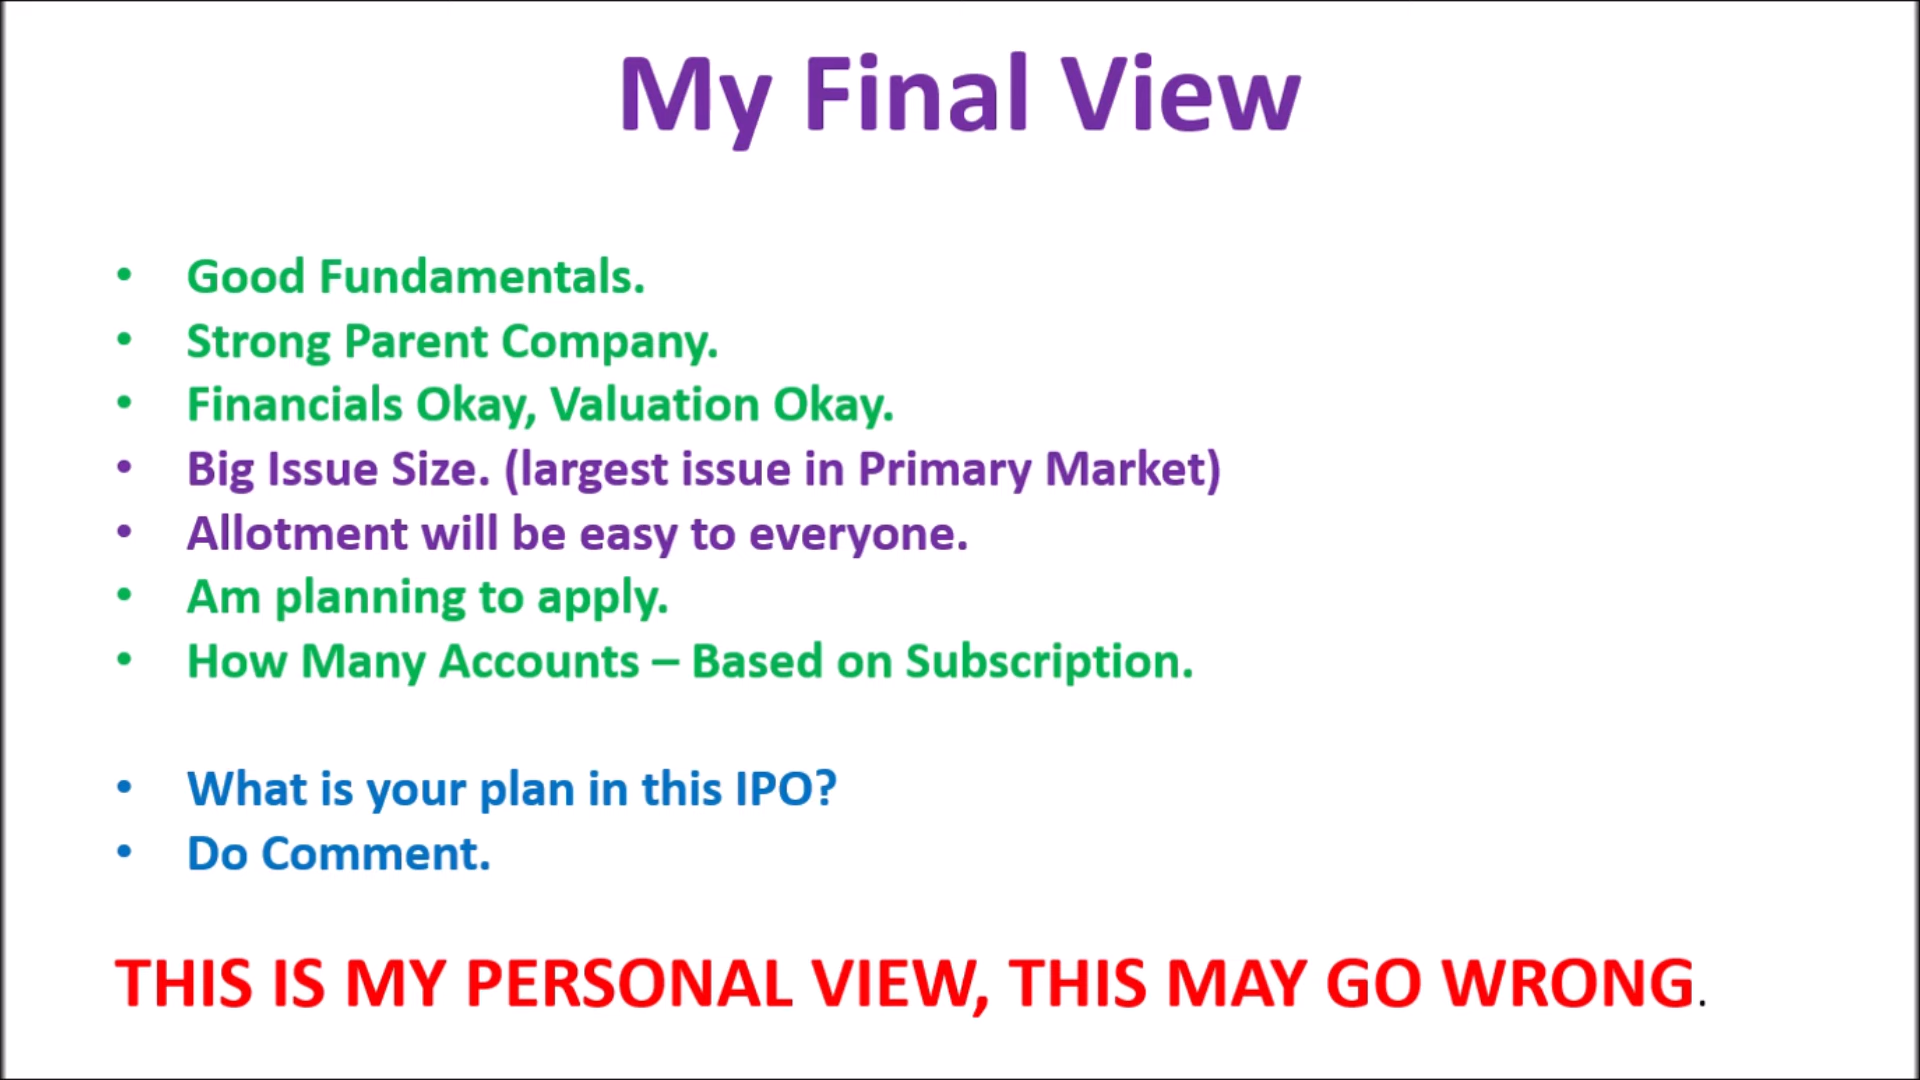 My Final View
• Good Fundamentals.
• Strong Parent Company.
• Financials Okay, Valuation Okay.
• Big Issue Size. (largest issue in Primary Market)
• Allotment will be easy to everyone.
• Am planning to apply.
• How Many Accounts – Based on Subscription.
• What is your plan in this IPO?
• Do Comment.
THIS IS MY PERSONAL VIEW, THIS MAY GO WRONG.